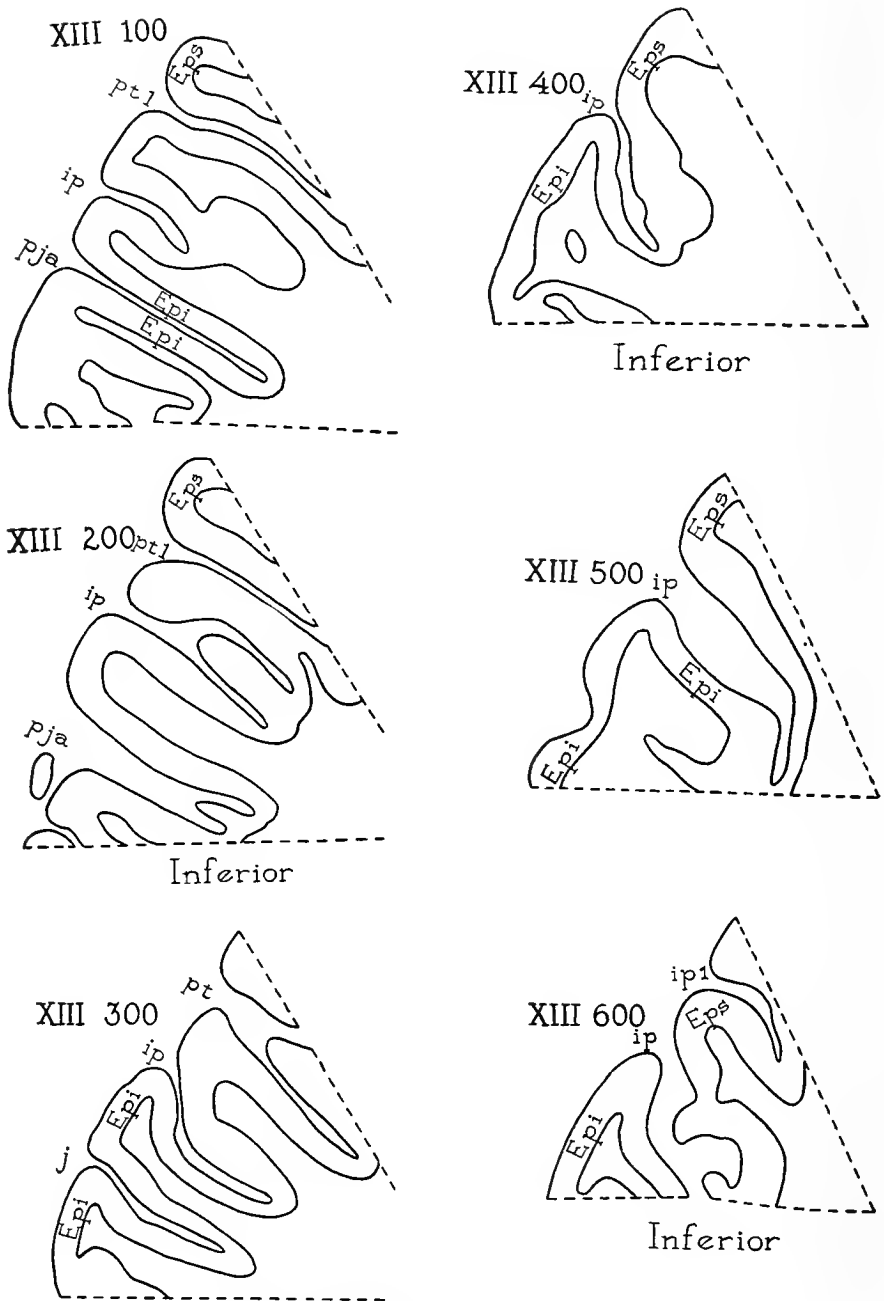 XIII 100
Eps
pt1
ip
pja
Epi
Epi
XIII 200
Eps
pt1
ip
pja
Inferior
XIII 300
pt
ip
Epi
j
Epi
XIII 400
ip
Eps
Epi
Inferior
XIII 500
ip
Eps
Epi
Epi
XIII 600
ip1
ip
Eps
Epi
Inferior